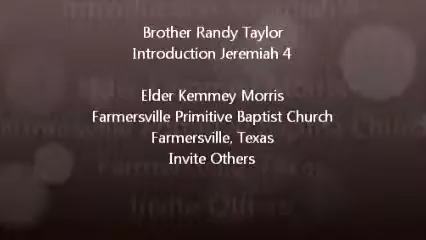 Brother Randy Taylor
Introduction Jeremiah 4
Elder Kemmey Morris
Farmersville Primitive Baptist Church
Farmersville, Texas
Invite Others